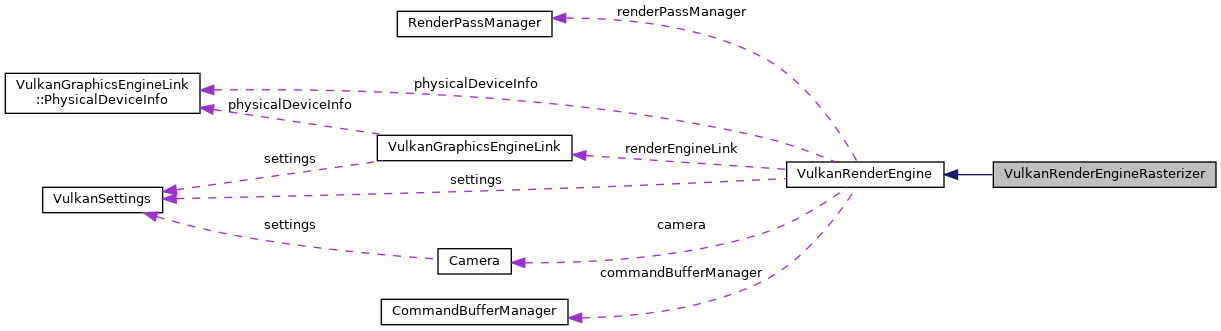 renderPassManager
RenderPassManager
physicalDeviceInfo
VulkanGraphicsEngineLink
::PhysicalDeviceInfo
physicalDeviceInfo
VulkanGraphicsEngineLink
renderEngineLink
settings
VulkanRenderEngine
VulkanRenderEngineRasterizer
settings
VulkanSettings
settings
camera
Camera
commandBufferManager
CommandBufferManager